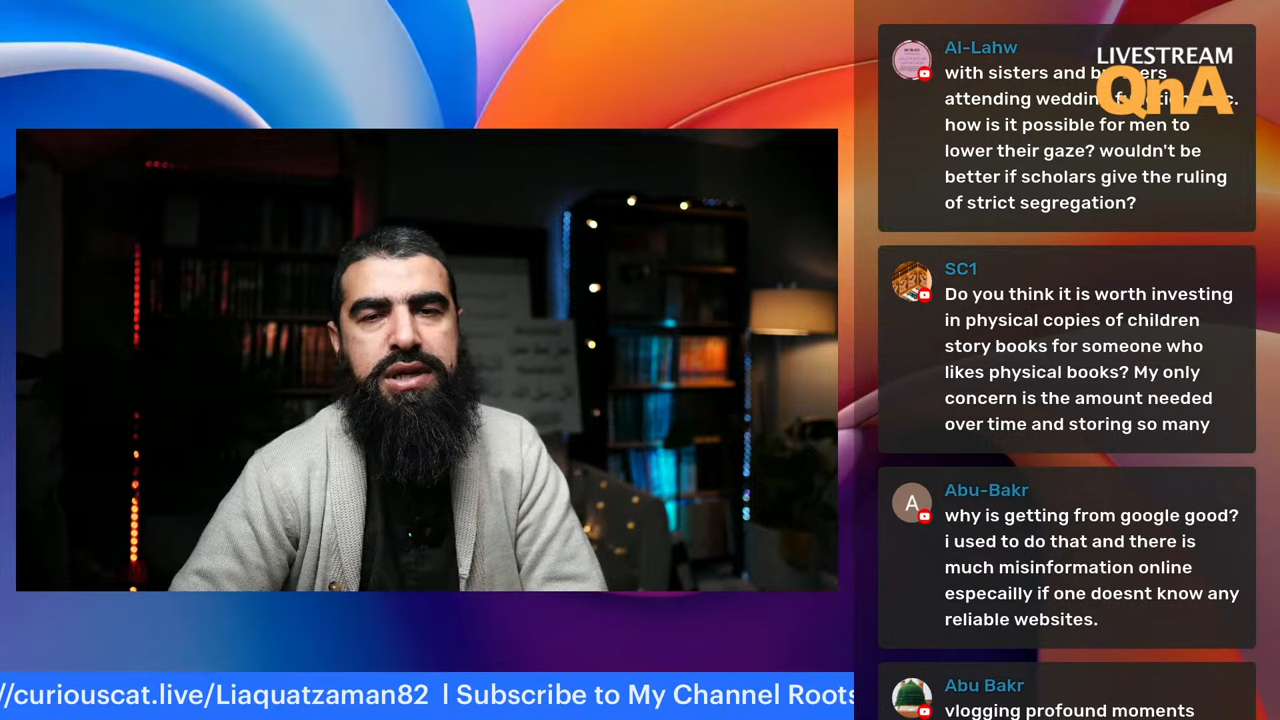 Al-Lahw
with sisters and
attending
how is it possible for men to
lower their gaze? wouldn't be
better if scholars give the ruling
of strict segregation?
LIVESTREAM
QnA
SC1
Do you think it is worth investing
in physical copies of children
story books for someone who
likes physical books? My only
concern is the amount needed
over time and storing so many
Abu-Bakr
A
why is getting from google good?
i used to do that and there is
much misinformation online
especailly if one doesnt know any
reliable websites.
Abu Bakr
vlogging profound moments
//curiouscat.live/Liaquatzaman82 | Subscribe to My Channel Roots